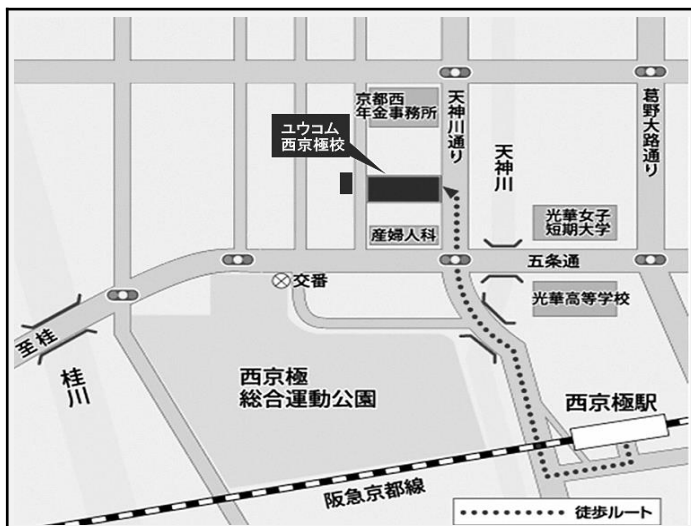 京都西
年金事務所
天神川通り
葛野大路通り
ユウコム
西京極校
天神川
産婦人科
光華女子
短期大学
五条通
交番
光華高等学校
至桂
桂川
西京極
総合運動公園
西京極駅
阪急京都線
徒歩ルート